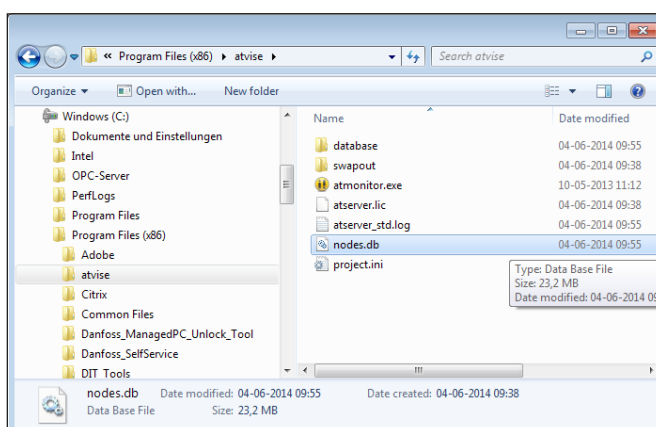 « Program Files (x86) ▸ atvise ▸
Search atvise
Organize ▼ Open with... New folder
Windows (C:)
Dokumente und Einstellungen
Intel
OPC-Server
PerfLogs
Program Files
Program Files (x86)
Adobe
atvise
Citrix
Common Files
Danfoss_ManagedPC_Unlock_Tool
Danfoss_SelfService
DIT_Tools
Name Date modified
database 04-06-2014 09:55
swapout 04-06-2014 09:38
atmonitor.exe 10-05-2013 11:12
atserver.lic 04-06-2014 09:38
atserver_std.log 04-06-2014 09:55
nodes.db 04-06-2014 09:55
project.ini
Type: Data Base File
Size: 23,2 MB
Date modified: 04-06-2014
nodes.db Date modified: 04-06-2014 09:55 Date created: 04-06-2014 09:38
Data Base File Size: 23,2 MB